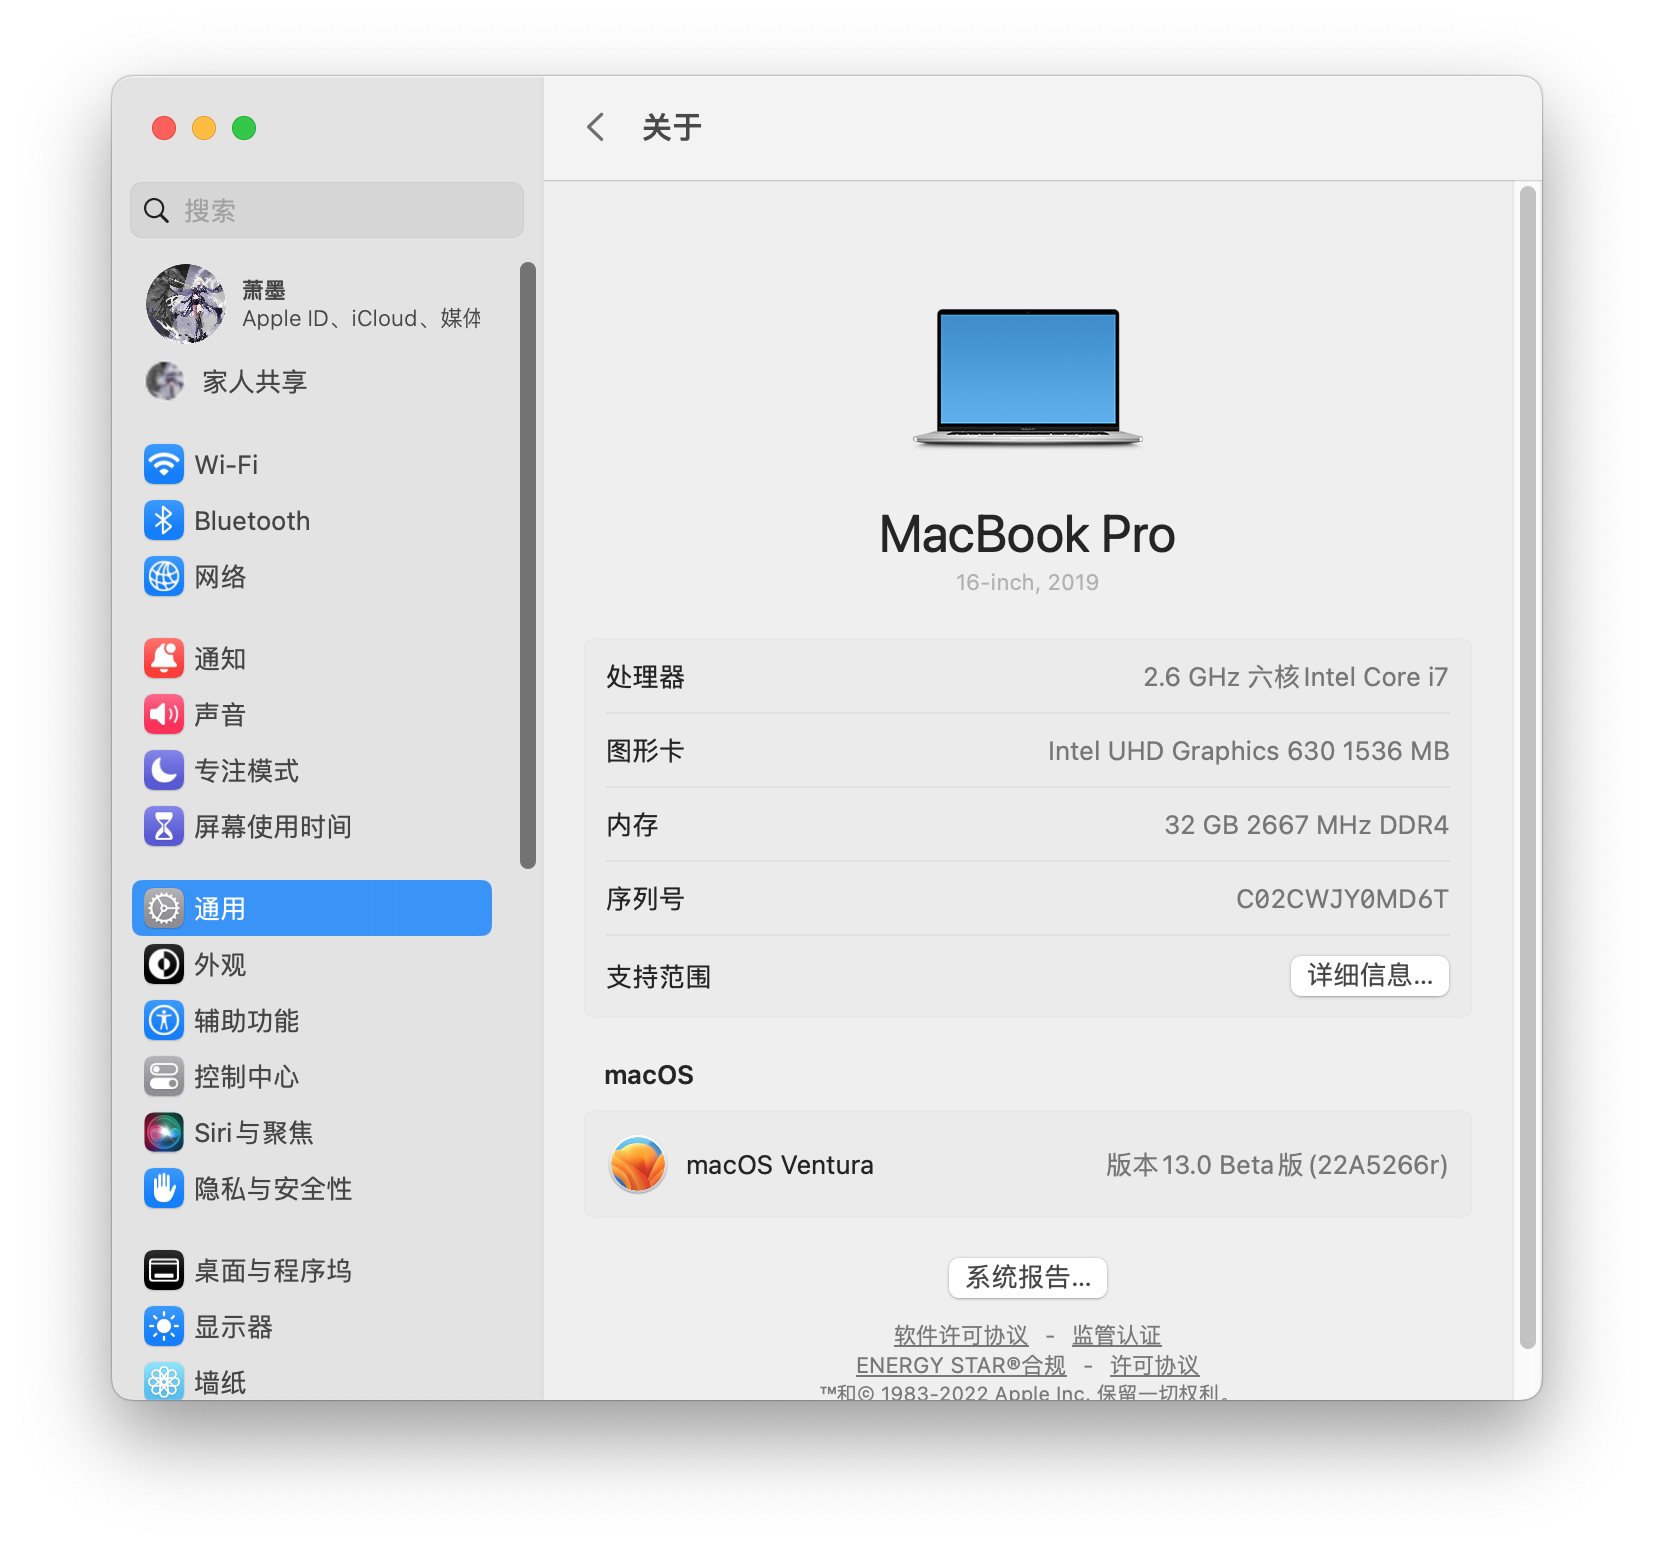 关于
搜索
萧墨
Apple ID、iCloud、媒体
家人共享
Wi-Fi
Bluetooth
网络
通知
声音
专注模式
屏幕使用时间
通用
外观
辅助功能
控制中心
Siri与聚焦
隐私与安全性
桌面与程序坞
显示器
墙纸
MacBook Pro
16-inch, 2019
处理器 2.6 GHz 六核Intel Core i7
图形卡 Intel UHD Graphics 630 1536 MB
内存 32 GB 2667 MHz DDR4
序列号 C02CWJY0MD6T
支持范围 详细信息...
macOS
macOS Ventura 版本13.0 Beta版 (22A5266r)
系统报告...
软件许可协议 - 监管认证
ENERGY STAR®合规 - 许可协议
™和© 1983-2022 Apple Inc. 保留一切权利。